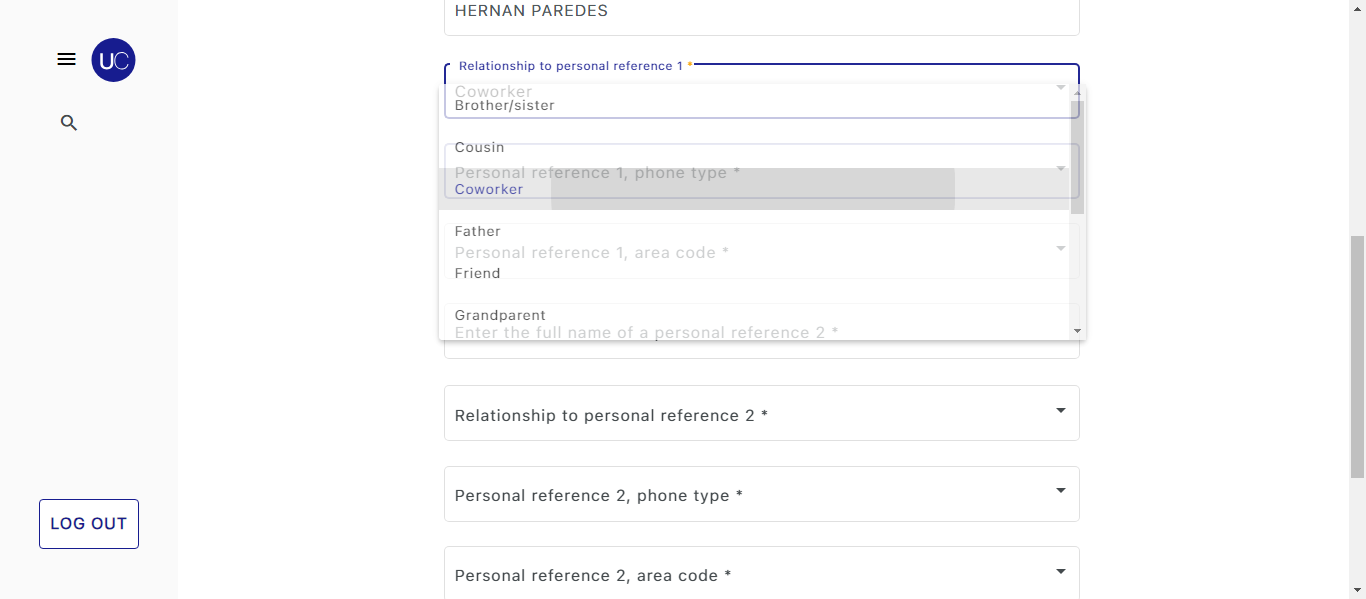 HERNAN PAREDES
UC
Relationship to personal reference 1 *
Coworker
Brother/sister
Cousin
Personal reference 1, phone type *
Coworker
Father
Personal reference 1, area code *
Friend
Grandparent
Enter the full name of a personal reference 2 *
Relationship to personal reference 2 *
Personal reference 2, phone type *
LOG OUT
Personal reference 2, area code *